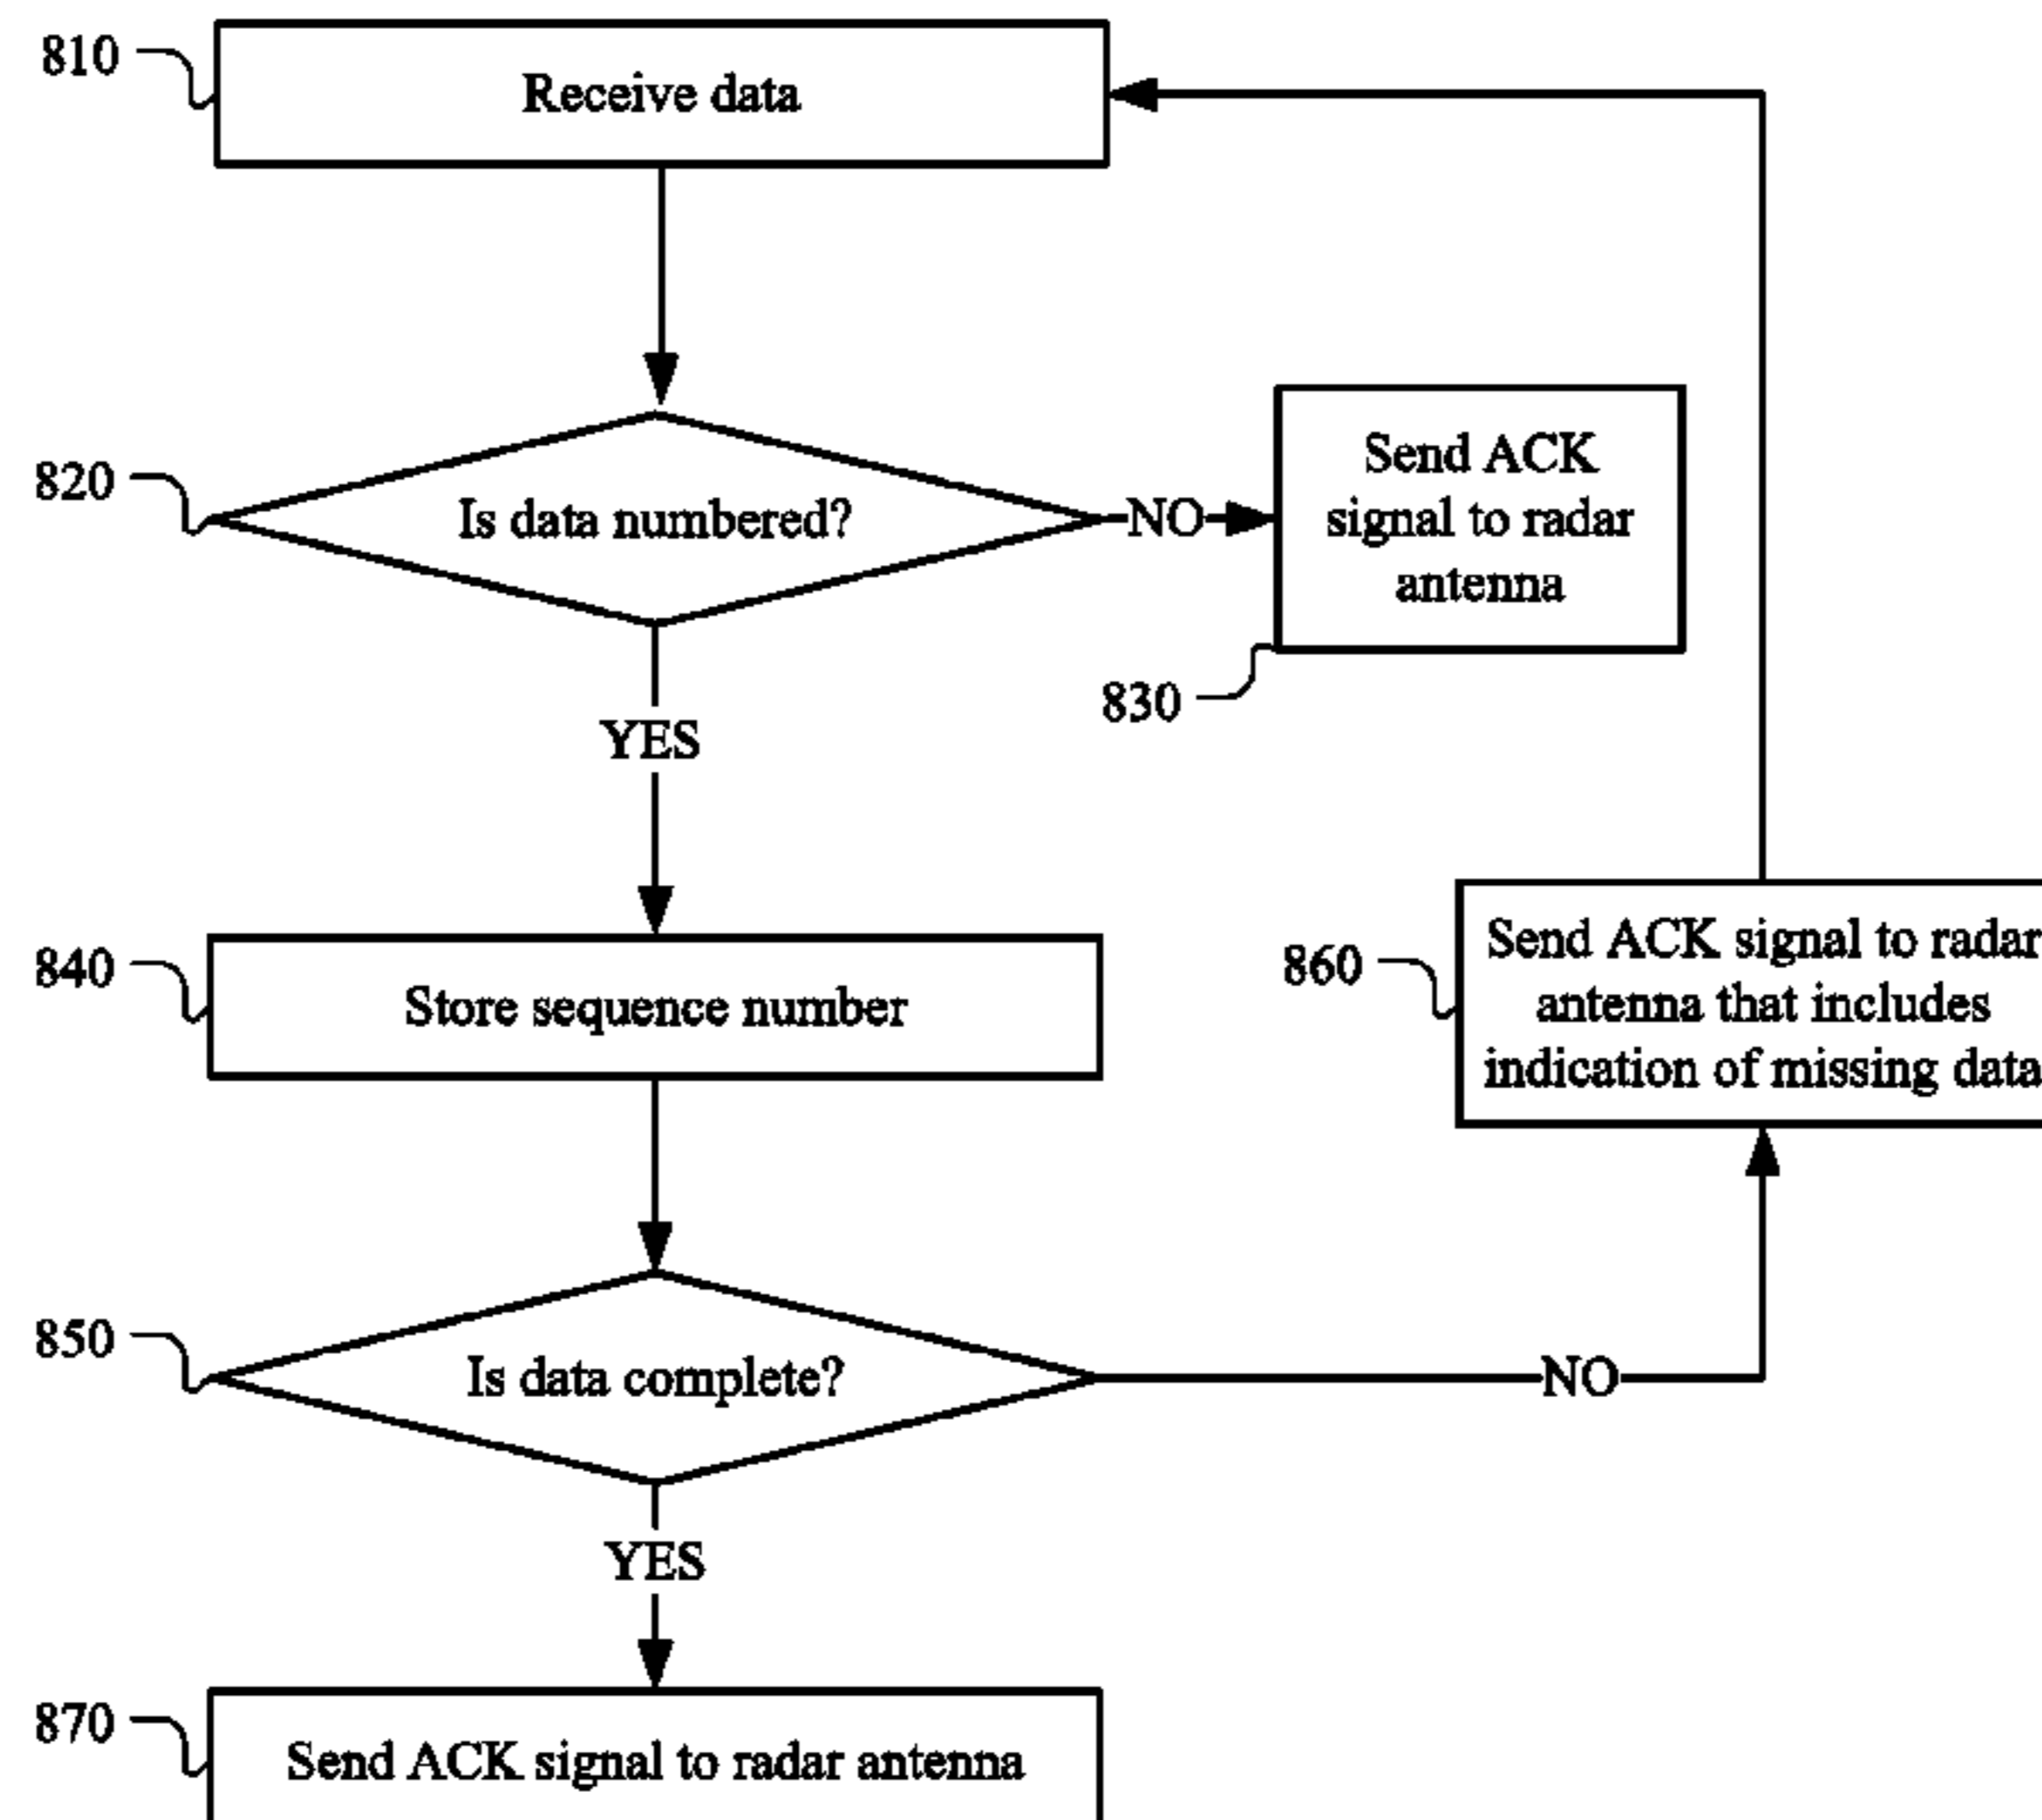 810
Receive data
820
Is data numbered?
NO
Send ACK
signal to radar
antenna
830
YES
840
Store sequence number
860
Send ACK signal to radar
antenna that includes
indication of missing data
850
Is data complete?
NO
YES
870
Send ACK signal to radar antenna